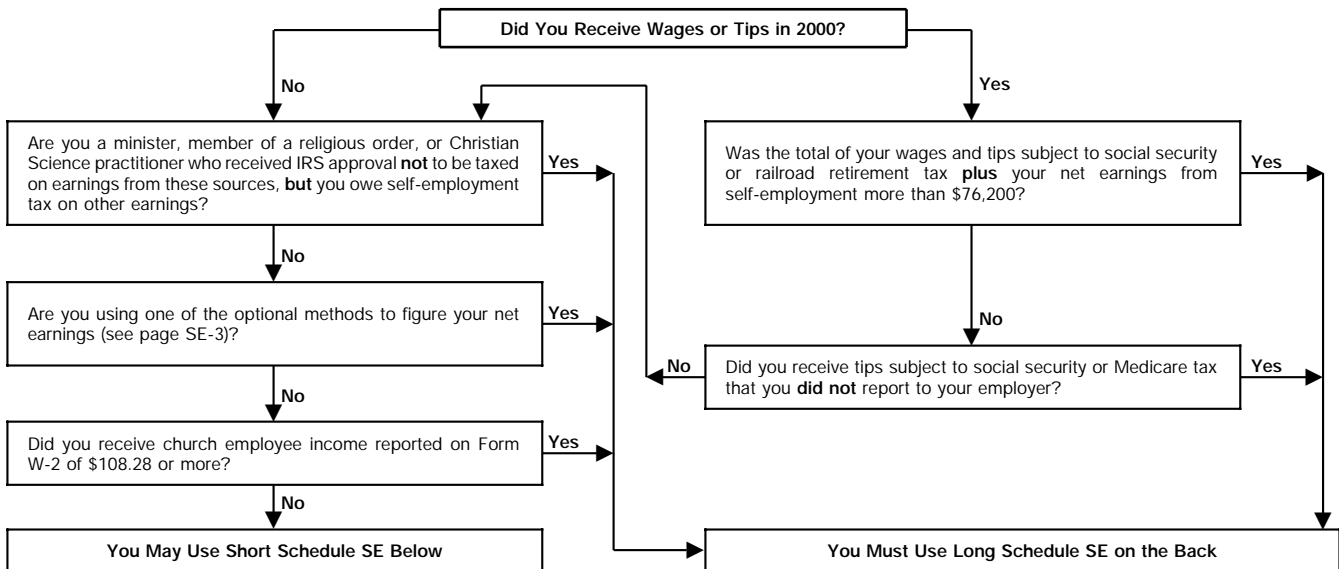 Did You Receive Wages or Tips in 2000?
No
Yes
Are you a minister, member of a religious order, or Christian
Science practitioner who received IRS approval not to be taxed
on earnings from these sources, but you owe self-employment
tax on other earnings?
Yes
Was the total of your wages and tips subject to social security
or railroad retirement tax plus your net earnings from
self-employment more than $76,200?
Yes
No
Are you using one of the optional methods to figure your net
earnings (see page SE-3)?
Yes
No
No
Did you receive tips subject to social security or Medicare tax
that you did not report to your employer?
Yes
No
Did you receive church employee income reported on Form
W-2 of $108.28 or more?
Yes
No
You May Use Short Schedule SE Below
You Must Use Long Schedule SE on the Back